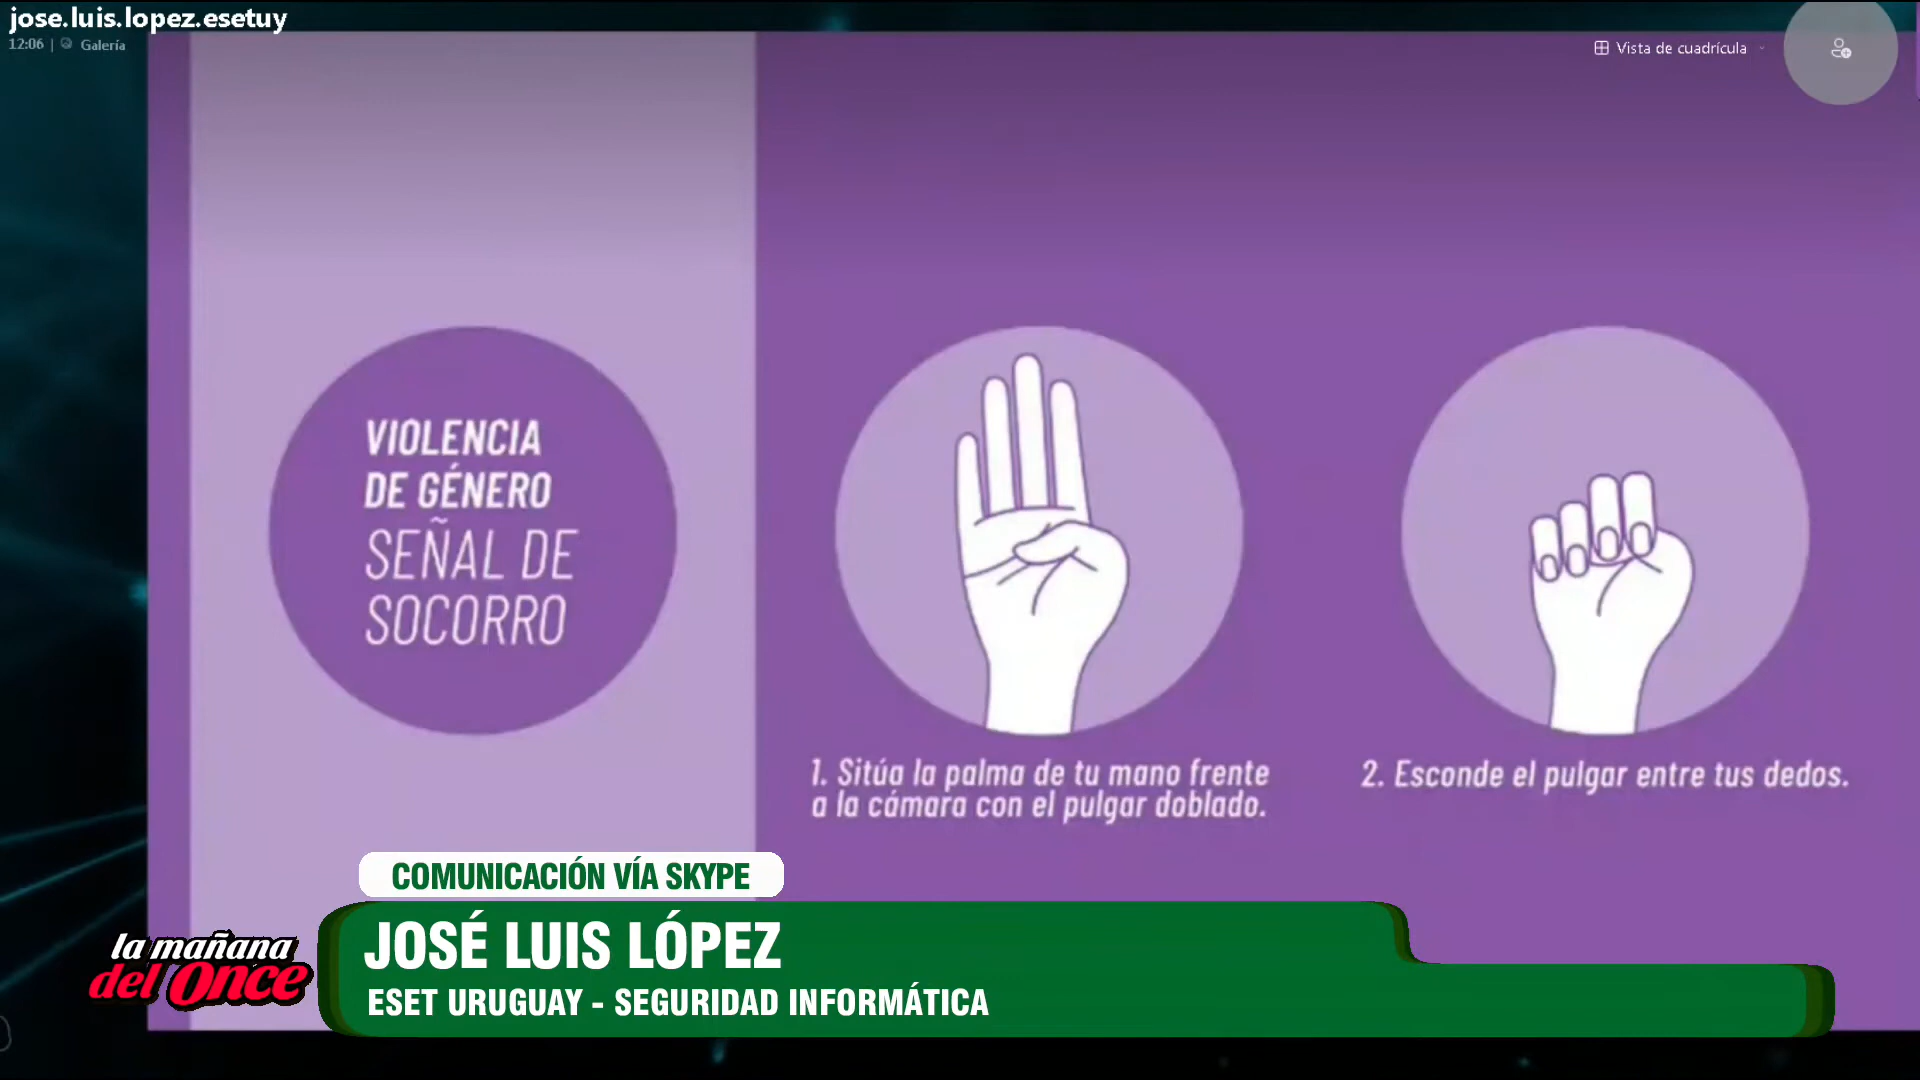 jose.luis.lopez.esetuy
12:06 | Galería
Vista de cuadrícula
VIOLENCIA
DE GÉNERO
SEÑAL DE
SOCORRO
1. Sitúa la palma de tu mano frente
a la cámara con el pulgar doblado.
2. Esconde el pulgar entre tus dedos.
COMUNICACIÓN VÍA SKYPE
JOSÉ LUIS LÓPEZ
ESET URUGUAY - SEGURIDAD INFORMÁTICA
la mañana
del Once